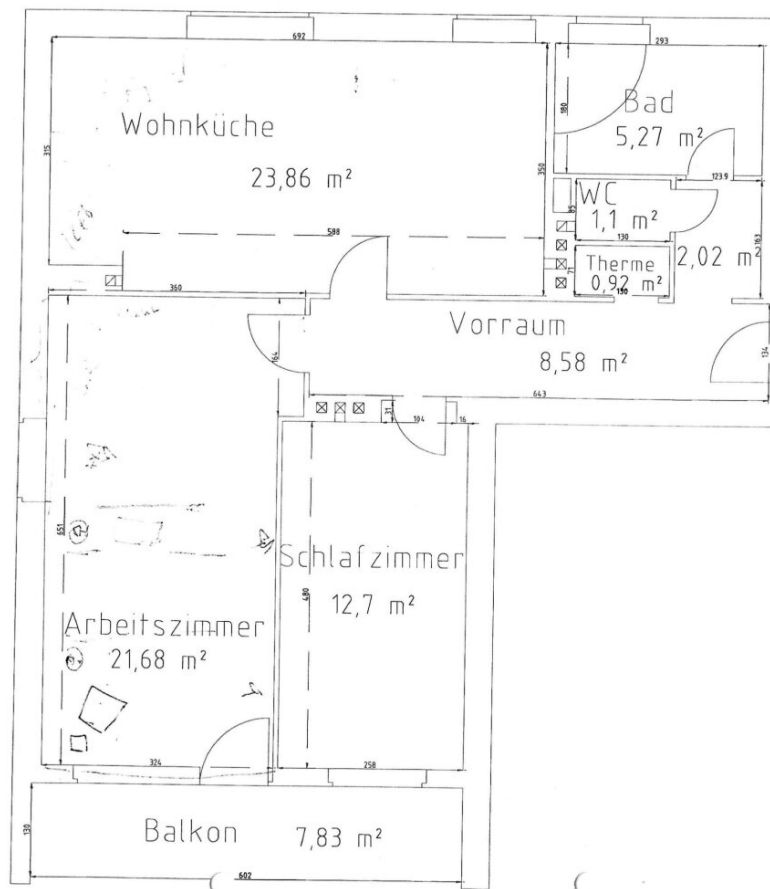 692
293
315
Wohnküche
23,86 m²
350
588
180
Bad
5,27 m²
123.9
WC
1,1 m²
85
130
163
2,02 m²
Therme
0,92 m²
71
130
360
164
Vorraum
8,58 m²
134
643
31
104
16
651
480
Schlafzimmer
12,7 m²
Arbeitszimmer
21,68 m²
324
258
130
Balkon
7,83 m²
602